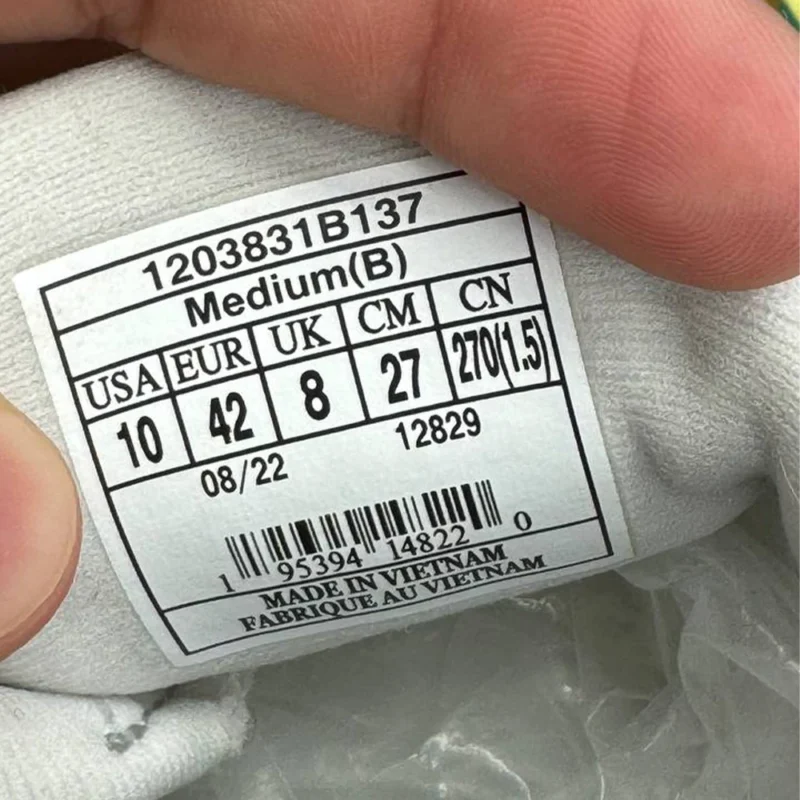 1203831B137
Medium(B)
USA EUR UK CM CN
10 42 8 27 270(1.5)
08/22 12829
1 95394 14822 0
MADE IN VIETNAM
FABRIQUE AU VIETNAM